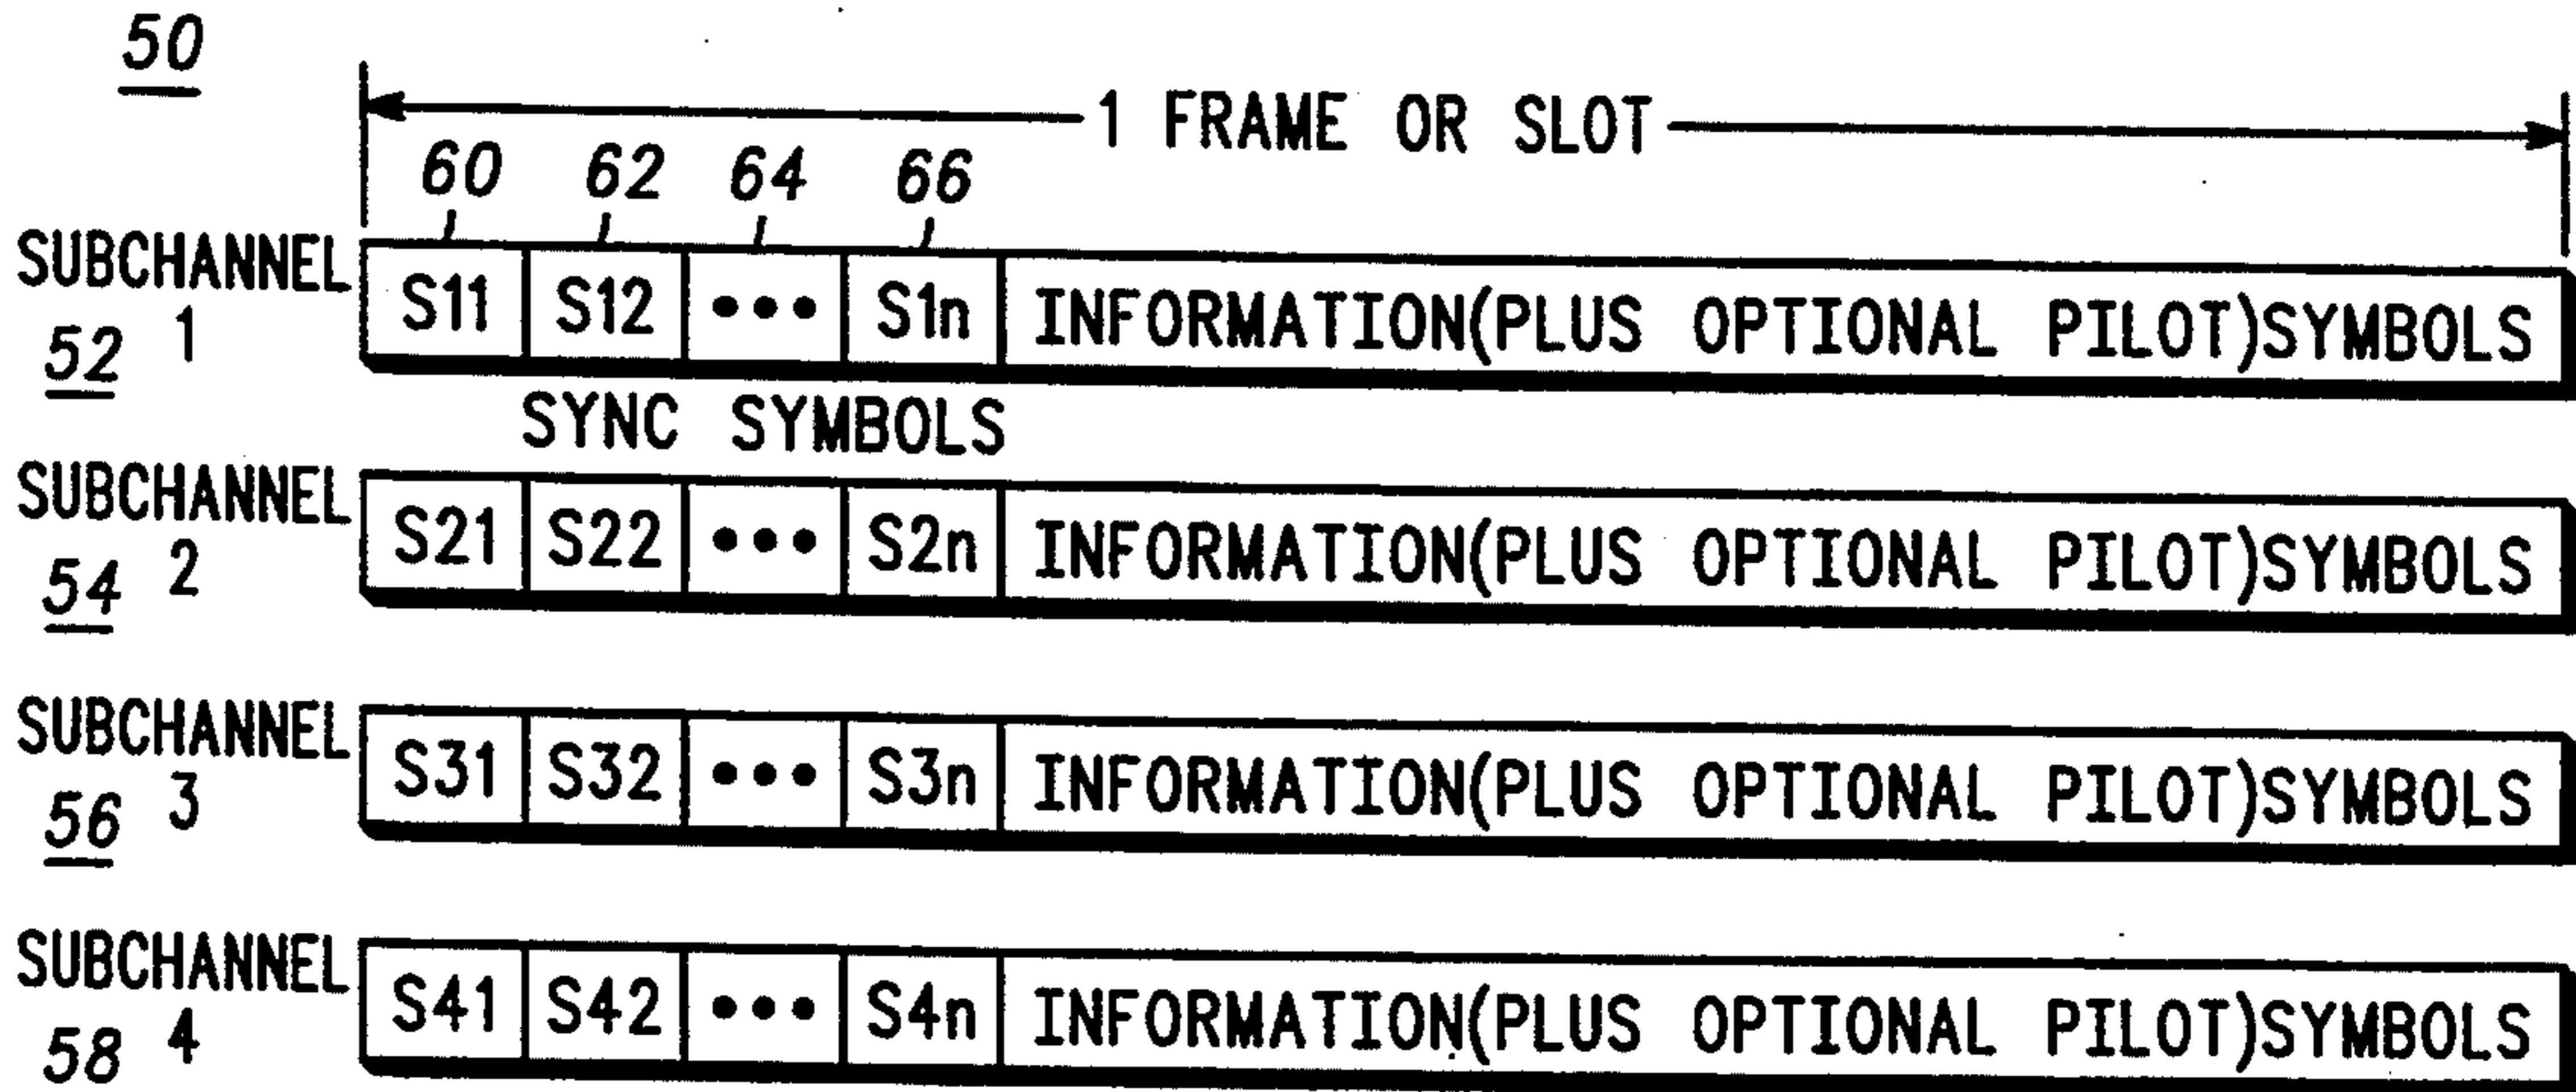 50
1 FRAME OR SLOT
60 62 64 66
SUBCHANNEL 1
52
S11 S12 ••• S1n INFORMATION(PLUS OPTIONAL PILOT)SYMBOLS
SYNC SYMBOLS
SUBCHANNEL 2
54
S21 S22 ••• S2n INFORMATION(PLUS OPTIONAL PILOT)SYMBOLS
SUBCHANNEL 3
56
S31 S32 ••• S3n INFORMATION(PLUS OPTIONAL PILOT)SYMBOLS
SUBCHANNEL 4
58
S41 S42 ••• S4n INFORMATION(PLUS OPTIONAL PILOT)SYMBOLS